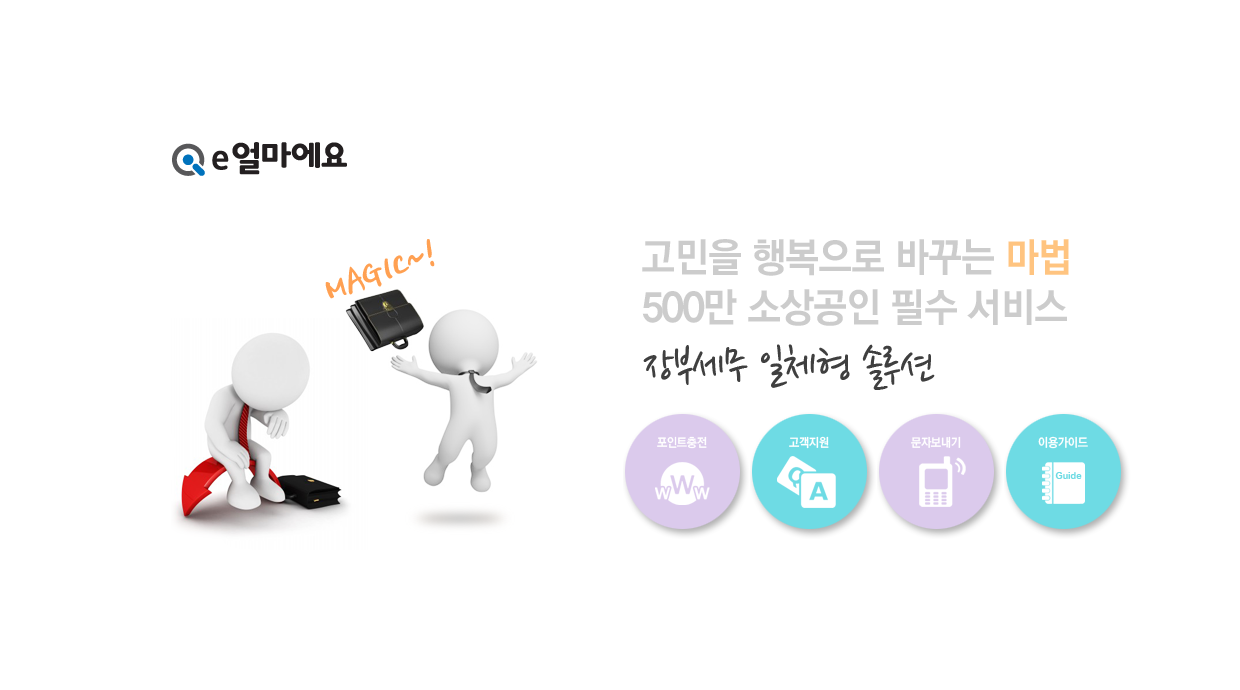 e얼마에요
MAGIC~!
고민을 행복으로 바꾸는 마법
500만 소상공인 필수 서비스
장부세무 일체형 솔루션
포인트충전
고객지원
문자보내기
이용가이드
WWW
Q A
Guide